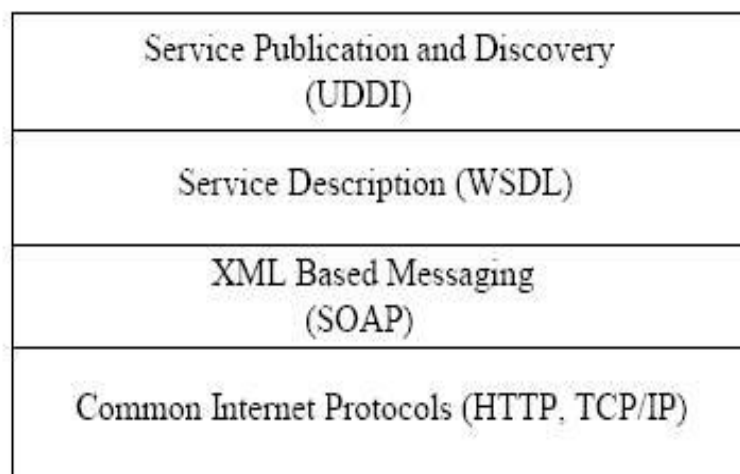 Service Publication and Discovery
(UDDI)
Service Description (WSDL)
XML Based Messaging
(SOAP)
Common Internet Protocols (HTTP, TCP/IP)